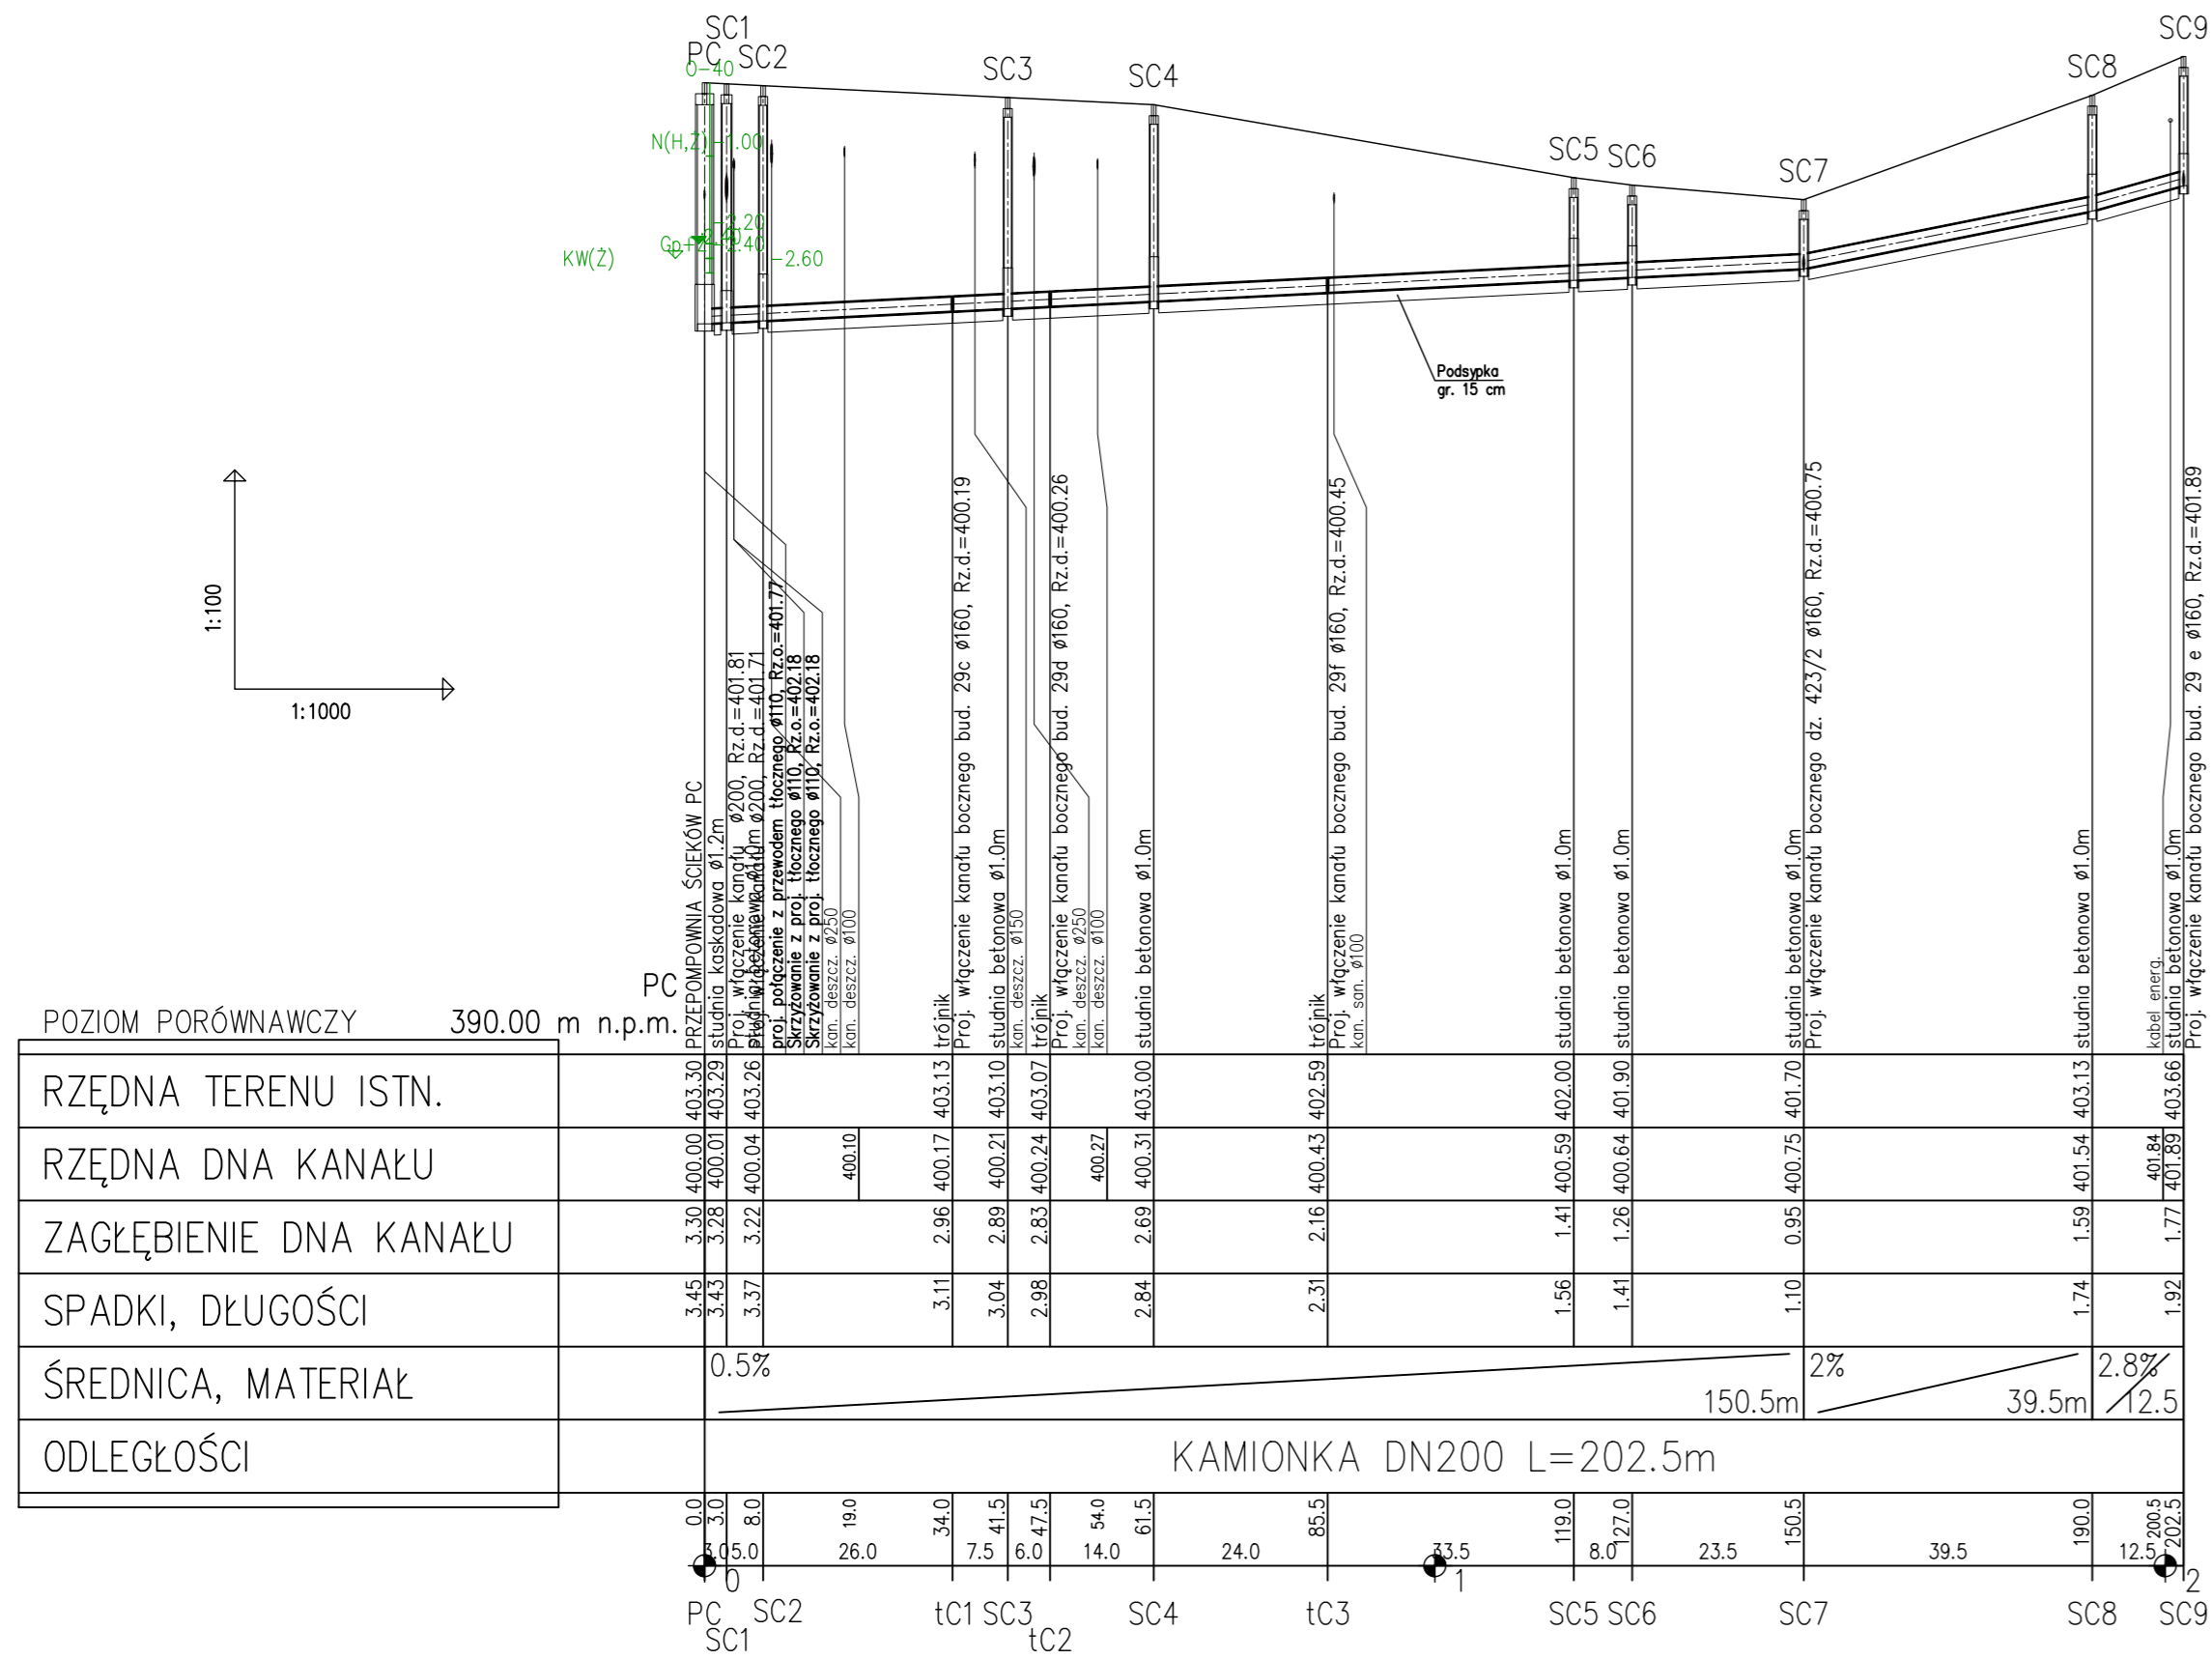 SC1
PC
SC2
SC3
SC4
SC5
SC6
SC7
SC8
SC9
0-40
N(H,Ż)
-1.00
-2.40
-2.60
KW(Ż)
Podsypka
gr. 15 cm
1:100
1:1000
PRZEPOMPOWNIA ŚCIEKÓW PC
studnia kaskadowa ø1.2m
Proj. włączenie kanału ø200, Rz.d.=401.81
studnia betonowa ø1.0m
Proj. włączenie kanału ø200, Rz.d.=401.71
proj. połączenie z przewodem tłocznego ø110, Rz.o.=401.77
Skrzyżowanie z proj. tłocznego ø110, Rz.o.=402.18
Skrzyżowanie z proj. tłocznego ø110, Rz.o.=402.18
kan. deszcz. ø250
kan. deszcz. ø100
trójnik
Proj. włączenie kanału bocznego bud. 29c ø160, Rz.d.=400.19
studnia betonowa ø1.0m
kan. deszcz. ø150
trójnik
Proj. włączenie kanału bocznego bud. 29d ø160, Rz.d.=400.26
kan. deszcz. ø250
kan. deszcz. ø100
studnia betonowa ø1.0m
trójnik
Proj. włączenie kanału bocznego bud. 29f ø160, Rz.d.=400.45
kan. san. ø100
studnia betonowa ø1.0m
studnia betonowa ø1.0m
studnia betonowa ø1.0m
Proj. włączenie kanału bocznego dz. 423/2 ø160, Rz.d.=400.75
studnia betonowa ø1.0m
kabel energ.
studnia betonowa ø1.0m
Proj. włączenie kanału bocznego bud. 29 e ø160, Rz.d.=401.89
PC
POZIOM PORÓWNAWCZY 390.00 m n.p.m.
RZĘDNA TERENU ISTN. 403.30 403.29 403.26 403.13 403.10 403.07 403.00 402.59 402.00 401.90 401.70 403.13 403.66
RZĘDNA DNA KANAŁU 400.00 400.01 400.04 400.10 400.17 400.21 400.24 400.27 400.31 400.43 400.59 400.64 400.75 401.54 401.84 401.89
ZAGŁĘBIENIE DNA KANAŁU 3.30 3.28 3.22 2.96 2.89 2.83 2.69 2.16 1.41 1.26 0.95 1.59 1.77
SPADKI, DŁUGOŚCI 3.45 3.43 3.37 3.11 3.04 2.98 2.84 2.31 1.56 1.41 1.10 1.74 1.92
ŚREDNICA, MATERIAŁ 0.5% 150.5m 2% 39.5m 2.8% 12.5
ODLEGŁOŚCI KAMIONKA DN200 L=202.5m
0.0 3.0 8.0 19.0 34.0 41.5 47.5 54.0 61.5 85.5 119.0 127.0 150.5 190.0 200.5 202.5
3.0 5.0 26.0 7.5 6.0 14.0 24.0 33.5 8.0 23.5 39.5 12.5
0 1 2
PC SC2 tC1 SC3 SC4 tC3 SC5 SC6 SC7 SC8 SC9
SC1 tC2